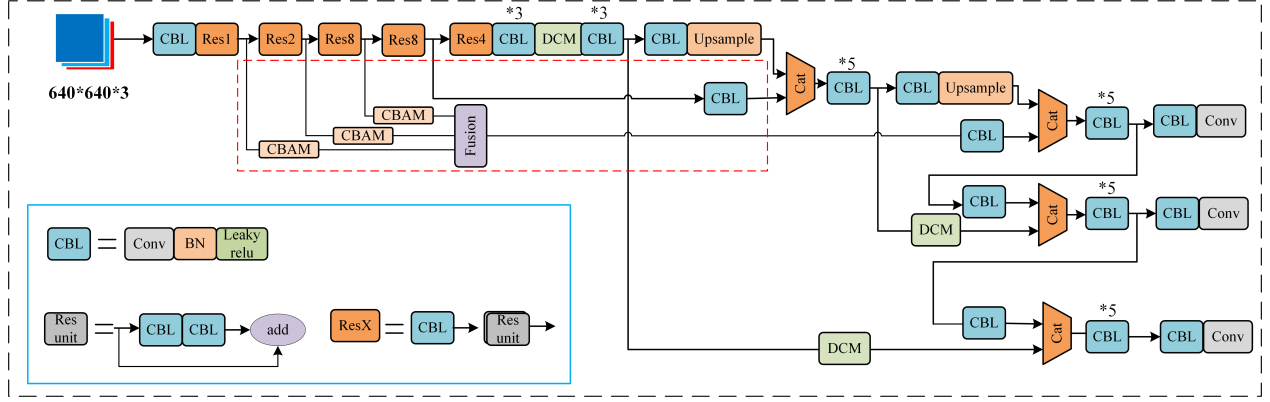 *3 *3
CBL Res1 Res2 Res8 Res8 Res4 CBL DCM CBL CBL Upsample
640*640*3
Cat *5 CBL CBL Upsample
CBL
Cat *5 CBL CBL Conv
CBAM
CBAM
CBAM
Fusion
CBL
CBL Cat *5 CBL CBL Conv
DCM
CBL = Conv BN Leaky
relu
Res
unit = CBL CBL add
ResX = CBL Res
unit
CBL Cat *5 CBL CBL Conv
DCM